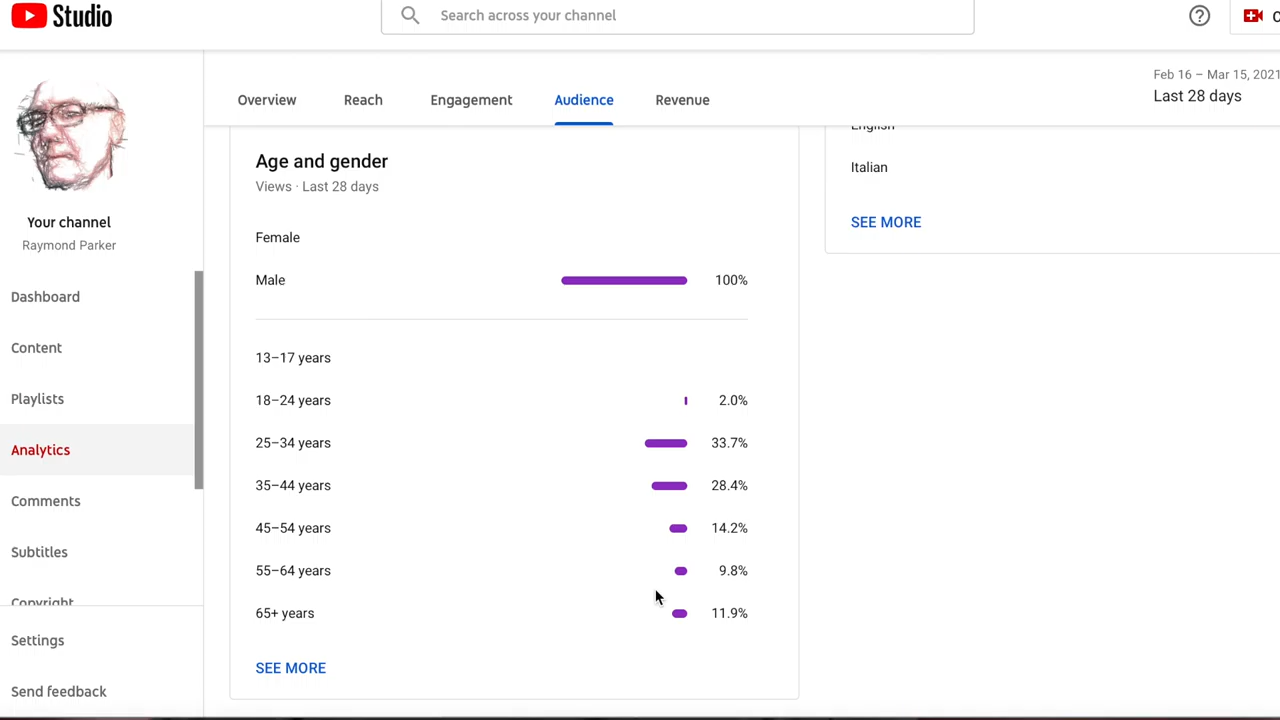 Studio
Search across your channel
Your channel
Raymond Parker
Dashboard
Content
Playlists
Analytics
Comments
Subtitles
Copyright
Settings
Send feedback
Overview Reach Engagement Audience Revenue
Feb 16 – Mar 15, 2021
Last 28 days
Age and gender
Views · Last 28 days
Female
Male 100%
13–17 years
18–24 years 2.0%
25–34 years 33.7%
35–44 years 28.4%
45–54 years 14.2%
55–64 years 9.8%
65+ years 11.9%
SEE MORE
English
Italian
SEE MORE